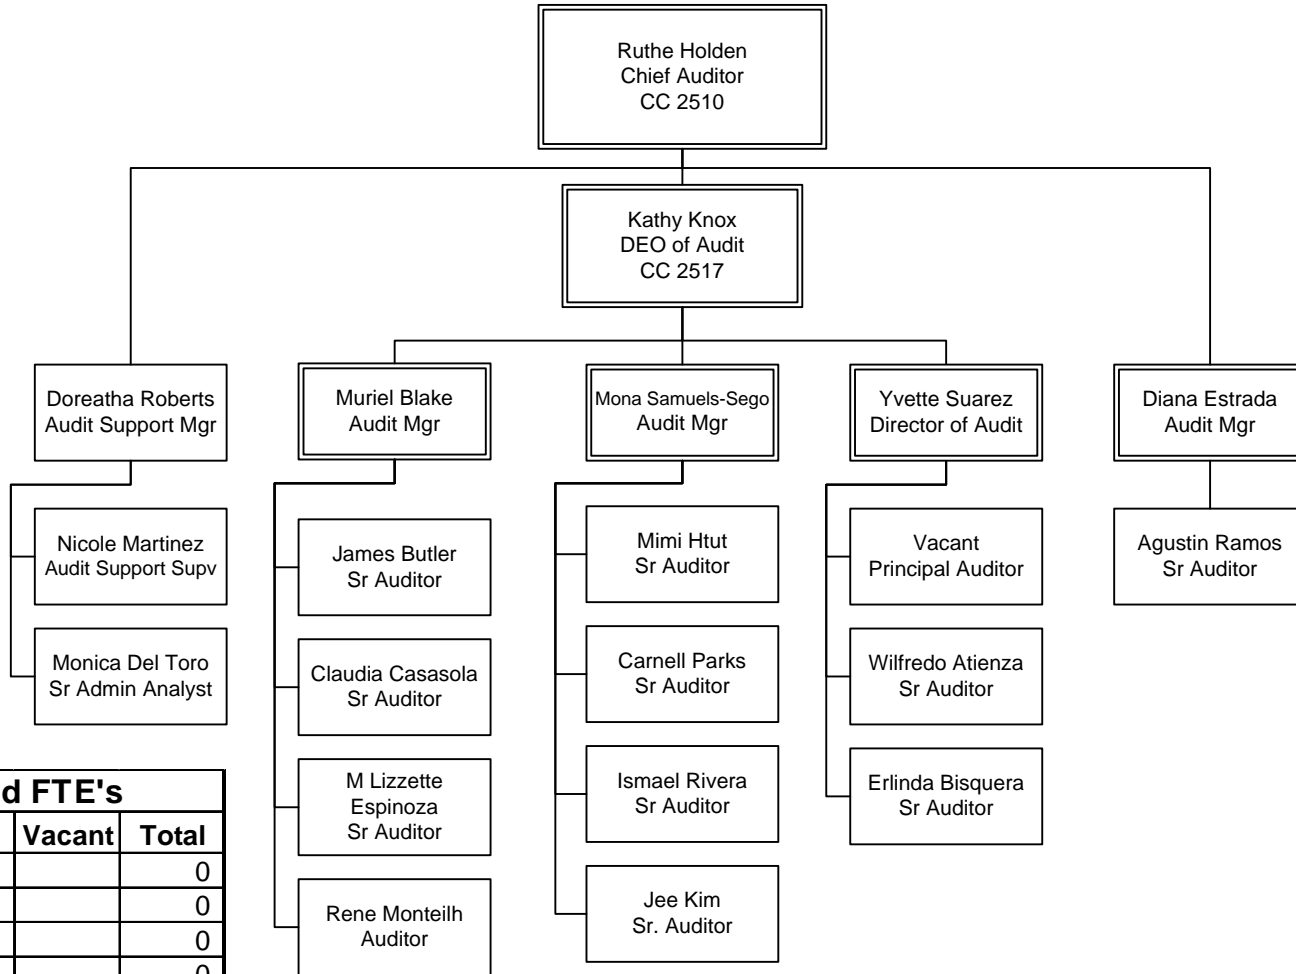 Ruthe Holden
Chief Auditor
CC 2510
Kathy Knox
DEO of Audit
CC 2517
Doreatha Roberts
Audit Support Mgr
Muriel Blake
Audit Mgr
Mona Samuels-Sego
Audit Mgr
Yvette Suarez
Director of Audit
Diana Estrada
Audit Mgr
Nicole Martinez
Audit Support Supv
Monica Del Toro
Sr Admin Analyst
James Butler
Sr Auditor
Claudia Casasola
Sr Auditor
M Lizzette
Espinoza
Sr Auditor
Rene Monteilh
Auditor
Mimi Htut
Sr Auditor
Carnell Parks
Sr Auditor
Ismael Rivera
Sr Auditor
Jee Kim
Sr. Auditor
Vacant
Principal Auditor
Wilfredo Atienza
Sr Auditor
Erlinda Bisquera
Sr Auditor
Agustin Ramos
Sr Auditor
d FTE's
Vacant Total
0
0
0
0